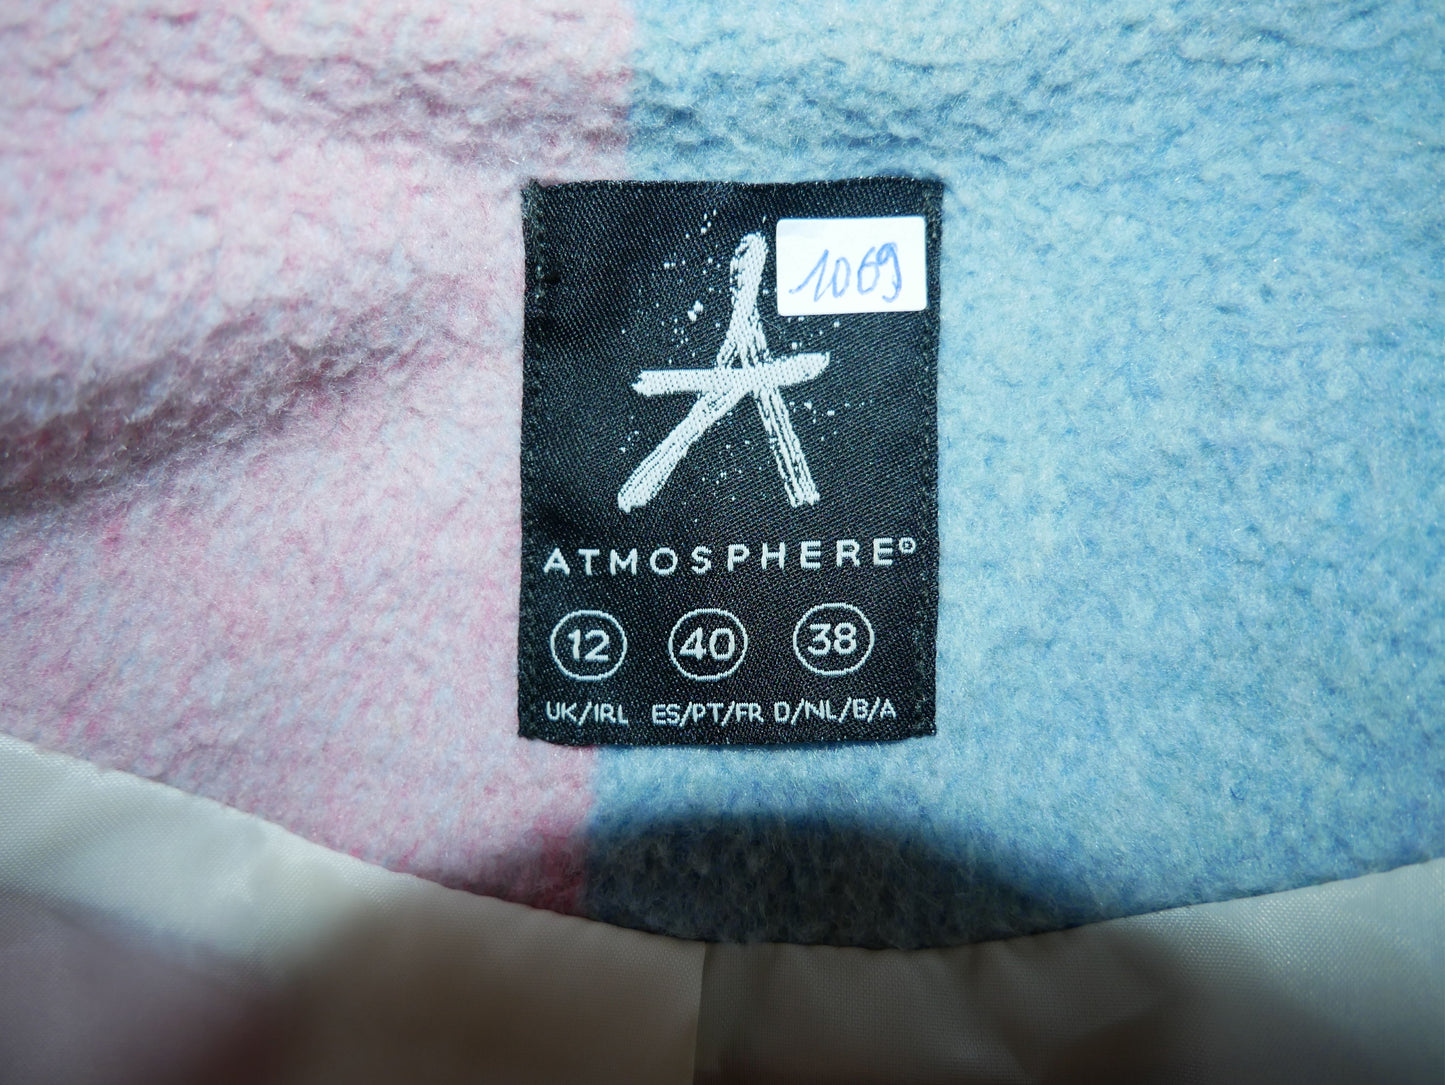 1069
ATMOSPHERE®
12 40 38
UK/IRL ES/PT/FR D/NL/B/A